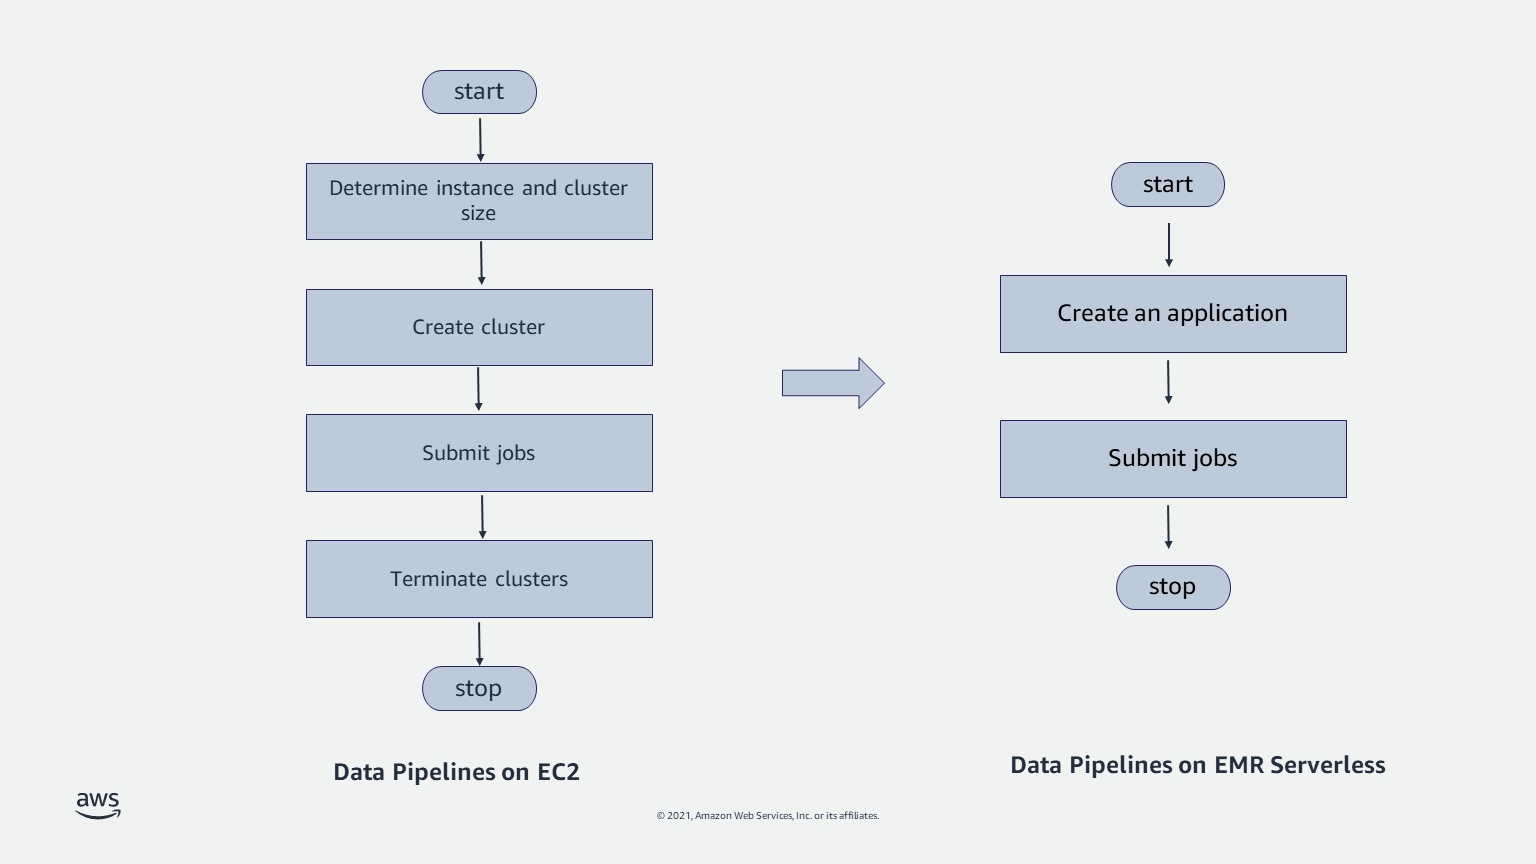 start
Determine instance and cluster
size
Create cluster
Submit jobs
Terminate clusters
stop
Data Pipelines on EC2
start
Create an application
Submit jobs
stop
Data Pipelines on EMR Serverless
aws
© 2021, Amazon Web Services, Inc. or its affiliates.